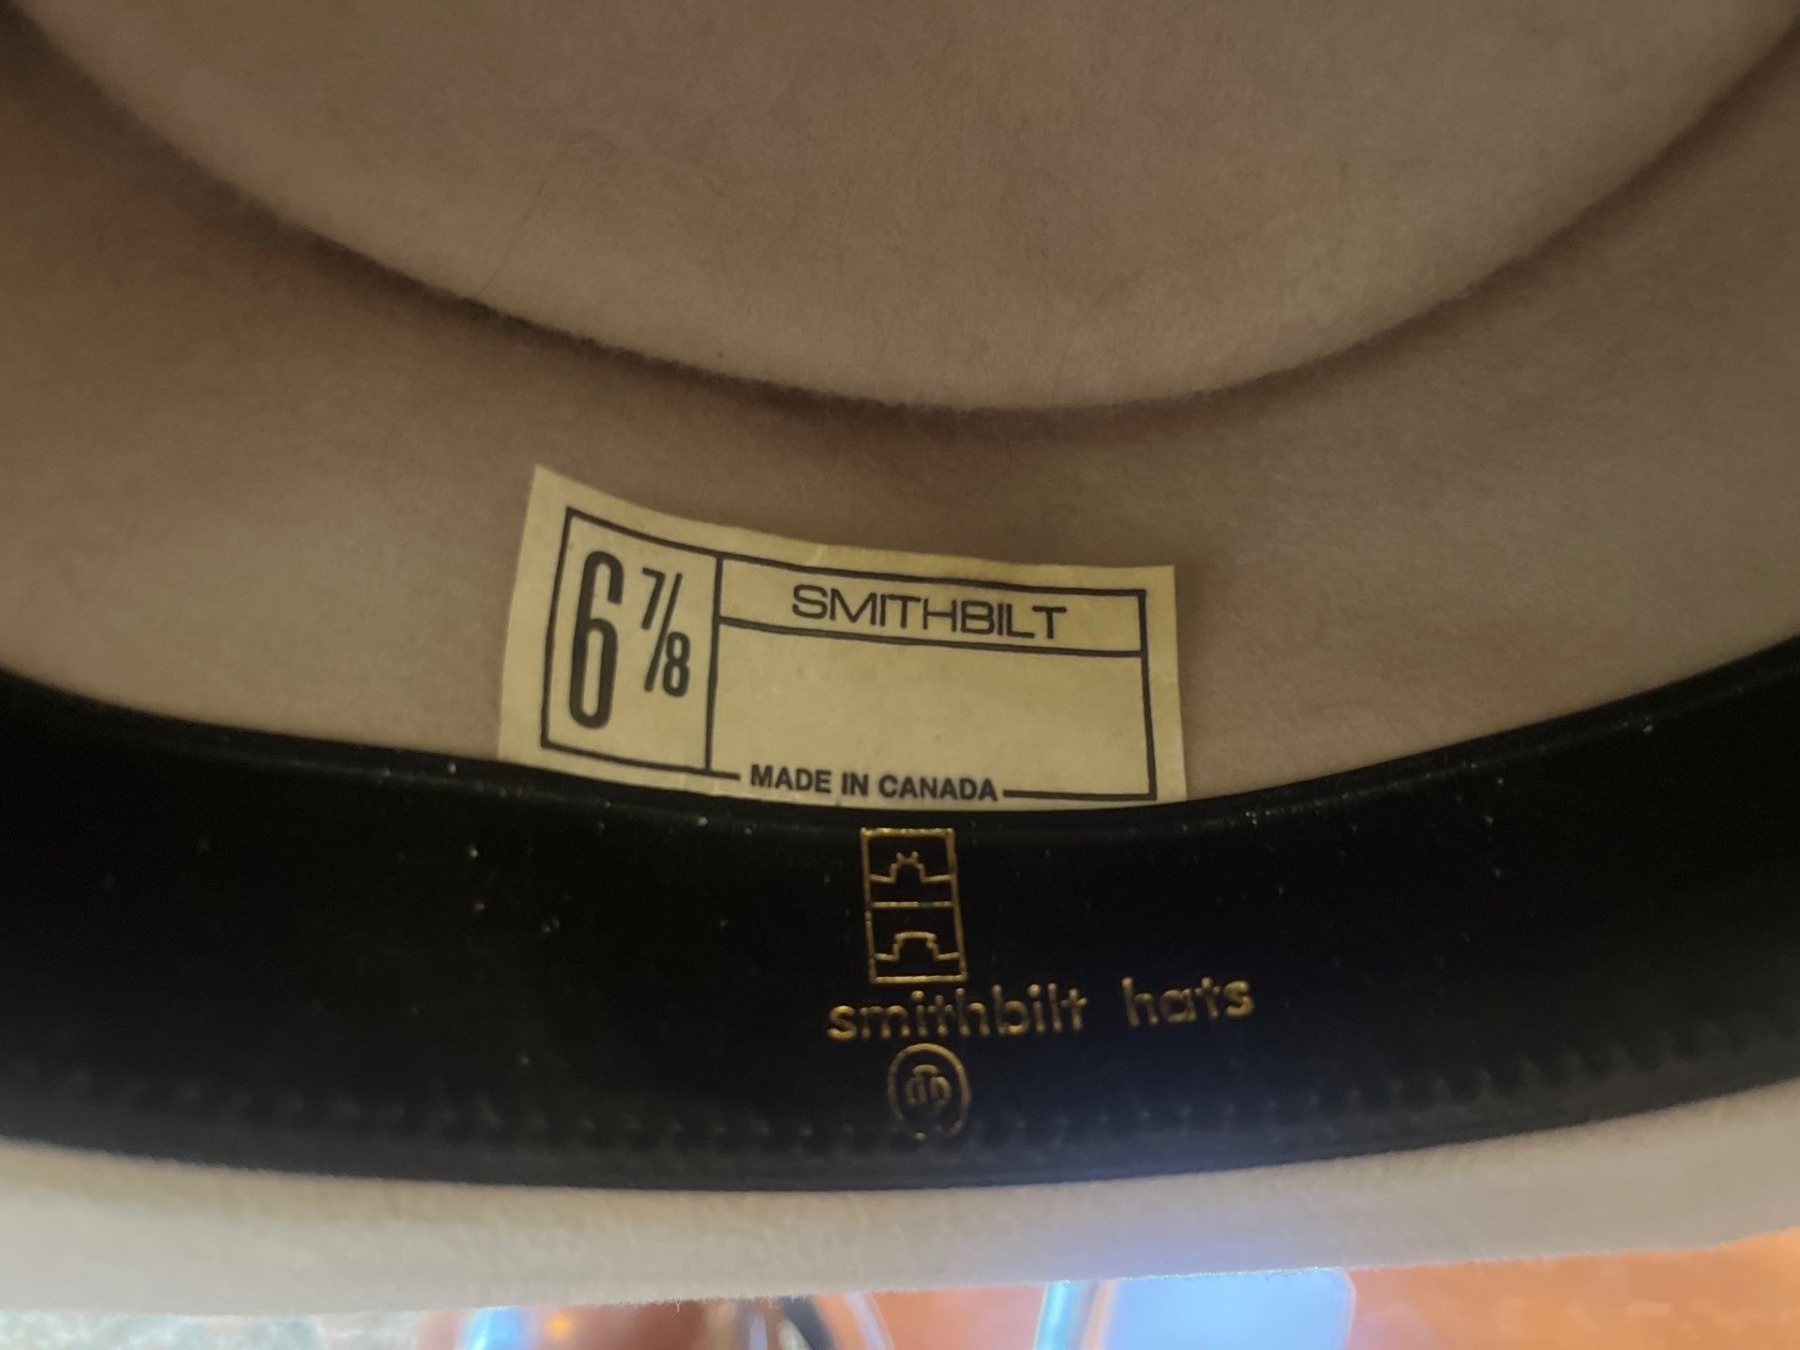 6 7/8
SMITHBILT
MADE IN CANADA
smithbilt hats